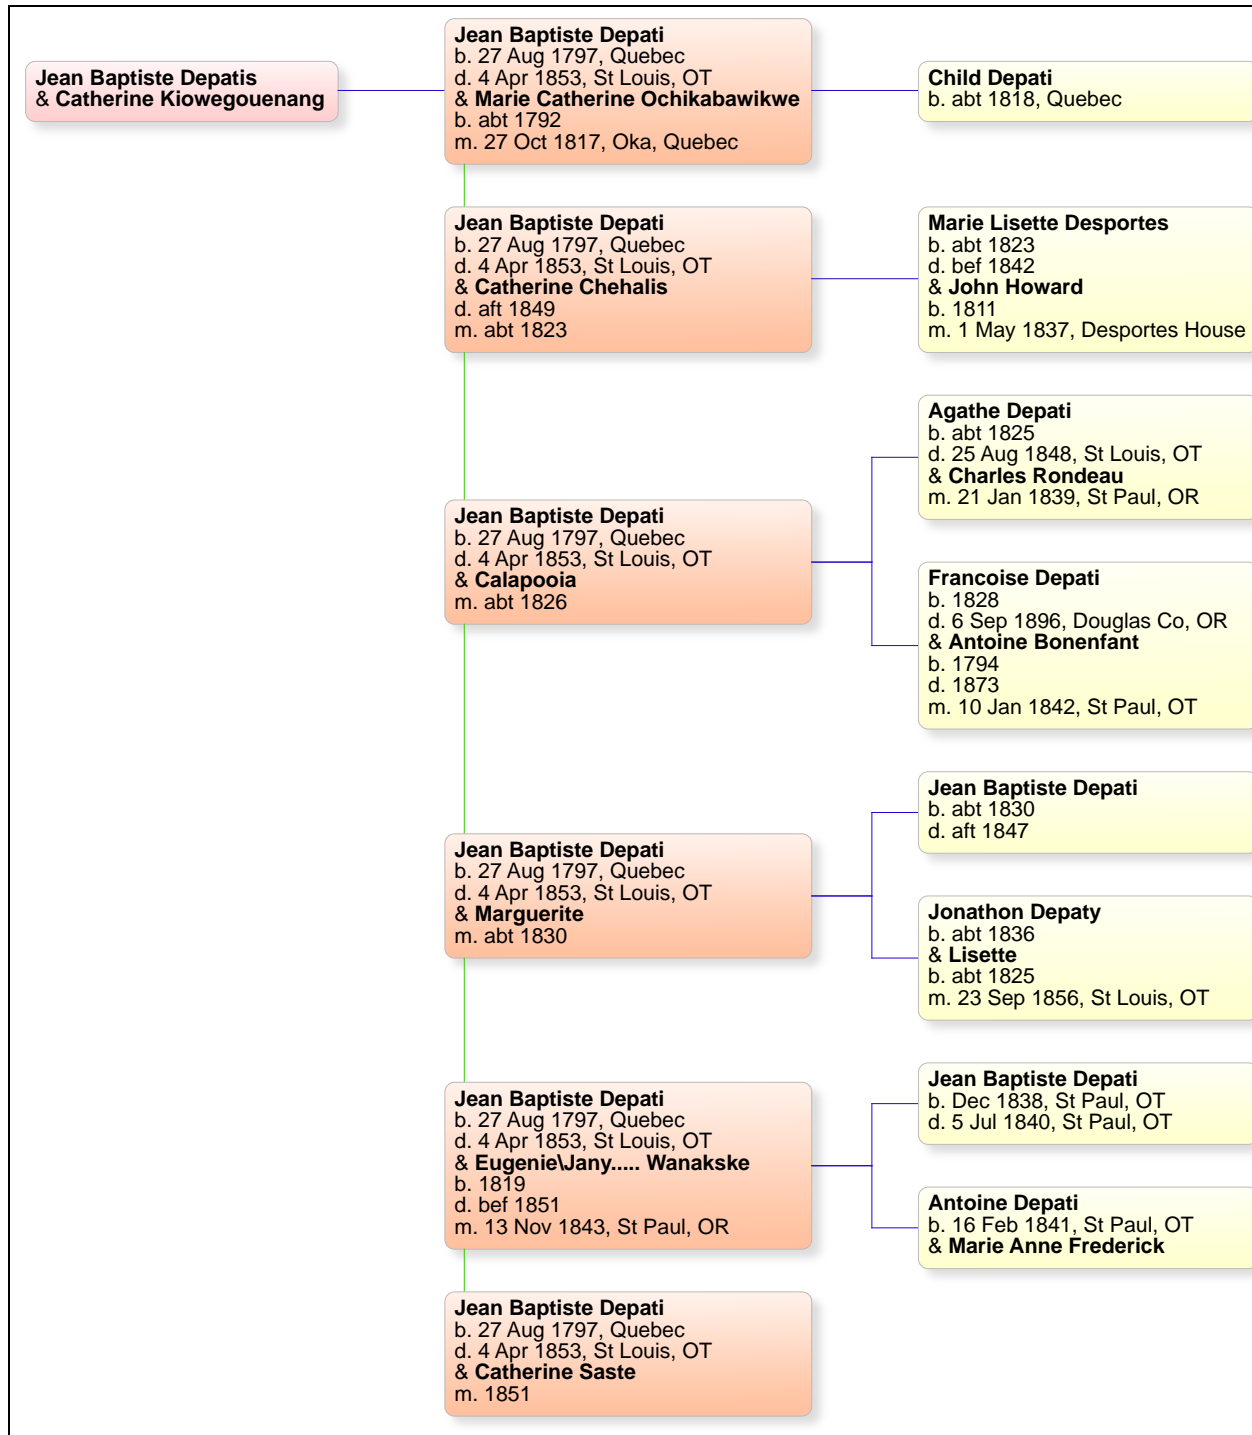 Jean Baptiste Depatis
& Catherine Kiowegouenang
Jean Baptiste Depati
b. 27 Aug 1797, Quebec
d. 4 Apr 1853, St Louis, OT
& Marie Catherine Ochikabawikwe
b. abt 1792
m. 27 Oct 1817, Oka, Quebec
Child Depati
b. abt 1818, Quebec
Jean Baptiste Depati
b. 27 Aug 1797, Quebec
d. 4 Apr 1853, St Louis, OT
& Catherine Chehalis
d. aft 1849
m. abt 1823
Marie Lisette Desportes
b. abt 1823
d. bef 1842
& John Howard
b. 1811
m. 1 May 1837, Desportes House
Jean Baptiste Depati
b. 27 Aug 1797, Quebec
d. 4 Apr 1853, St Louis, OT
& Calapooia
m. abt 1826
Agathe Depati
b. abt 1825
d. 25 Aug 1848, St Louis, OT
& Charles Rondeau
m. 21 Jan 1839, St Paul, OR
Francoise Depati
b. 1828
d. 6 Sep 1896, Douglas Co, OR
& Antoine Bonenfant
b. 1794
d. 1873
m. 10 Jan 1842, St Paul, OT
Jean Baptiste Depati
b. 27 Aug 1797, Quebec
d. 4 Apr 1853, St Louis, OT
& Marguerite
m. abt 1830
Jean Baptiste Depati
b. abt 1830
d. aft 1847
Jonathon Depaty
b. abt 1836
& Lisette
b. abt 1825
m. 23 Sep 1856, St Louis, OT
Jean Baptiste Depati
b. 27 Aug 1797, Quebec
d. 4 Apr 1853, St Louis, OT
& Eugenie\Jany..... Wanakske
b. 1819
d. bef 1851
m. 13 Nov 1843, St Paul, OR
Jean Baptiste Depati
b. Dec 1838, St Paul, OT
d. 5 Jul 1840, St Paul, OT
Antoine Depati
b. 16 Feb 1841, St Paul, OT
& Marie Anne Frederick
Jean Baptiste Depati
b. 27 Aug 1797, Quebec
d. 4 Apr 1853, St Louis, OT
& Catherine Saste
m. 1851